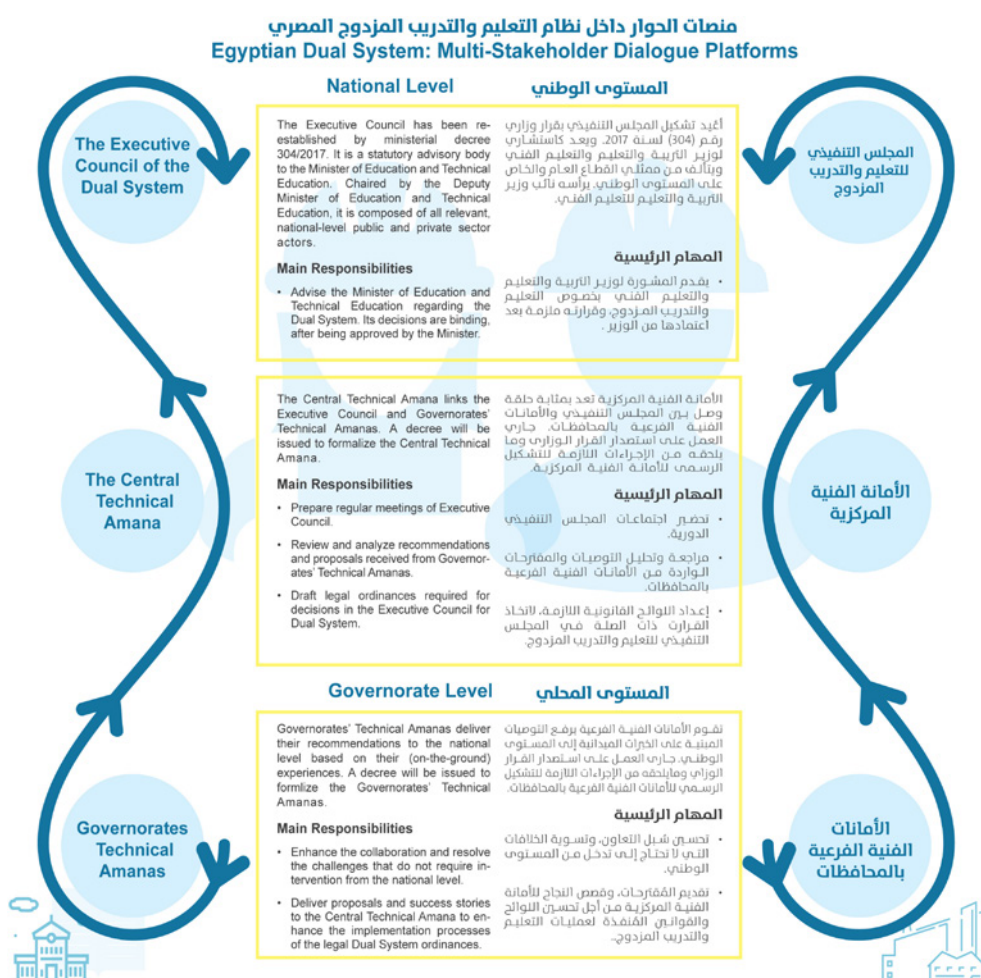 منصات الحوار داخل نظام التعليم والتدريب المزدوج المصري
Egyptian Dual System: Multi-Stakeholder Dialogue Platforms
National Level
المستوى الوطني
The Executive
Council of the
Dual System
The Executive Council has been re-
established by ministerial decree
304/2017. It is a statutory advisory body
to the Minister of Education and Technical
Education. Chaired by the Deputy
Minister of Education and Technical
Education, it is composed of all relevant,
national-level public and private sector
actors.
Main Responsibilities
• Advise the Minister of Education and
Technical Education regarding the
Dual System. Its decisions are binding,
after being approved by the Minister.
أُعيد تشكيل المجلس التنفيذي بقرار وزاري
رقم (304) لسنة 2017. ويعد كاستشاري
لوزير التربية والتعليم والتعليم الفني
ويتألف من ممثلي القطاع العام والخاص
على المستوى الوطني. يرأسه نائب وزير
التربية والتعليم للتعليم الفني.
المهام الرئيسية
• يقدم المشورة لوزير التربية والتعليم
والتعليم الفني بخصوص التعليم
والتدريب المزدوج، وقراراته ملزمة بعد
اعتمادها من الوزير .
المجلس التنفيذي
للتعليم والتدريب
المزدوج
The Central
Technical
Amana
The Central Technical Amana links the
Executive Council and Governorates'
Technical Amanas. A decree will be
issued to formalize the Central Technical
Amana.
Main Responsibilities
• Prepare regular meetings of Executive
Council.
• Review and analyze recommendations
and proposals received from Governor-
ates' Technical Amanas.
• Draft legal ordinances required for
decisions in the Executive Council for
Dual System.
الأمانة الفنية المركزية تعد بمثابة حلقة
وصل بين المجلس التنفيذي والأمانات
الفنية الفرعية بالمحافظات. جاري
العمل على استصدار القرار الوزارى وما
يلحقه من الإجراءات اللازمة للتشكيل
الرسمى للأمانة الفنية المركزية.
المهام الرئيسية
• تحضير اجتماعات المجلس التنفيذي
الدورية.
• مراجعة وتحليل التوصيات والمقترحات
الواردة من الأمانات الفنية الفرعية
بالمحافظات.
• إعداد اللوائح القانونية اللازمة، لاتخاذ
القرارت ذات الصلة في المجلس
التنفيذي للتعليم والتدريب المزدوج.
الأمانة الفنية
المركزية
Governorate Level
المستوى المحلي
Governorates
Technical
Amanas
Governorates' Technical Amanas deliver
their recommendations to the national
level based on their (on-the-ground)
experiences. A decree will be issued to
formlize the Governorates' Technical
Amanas.
Main Responsibilities
• Enhance the collaboration and resolve
the challenges that do not require in-
tervention from the national level.
• Deliver proposals and success stories
to the Central Technical Amana to en-
hance the implementation processes
of the legal Dual System ordinances.
تقوم الأمانات الفنية الفرعية برفع التوصيات
المبنية على الخبرات الميدانية إلى المستوى
الوطني. جارى العمل على استصدار القرار
الوزاي ومايلحقه من الإجراءات اللازمة للتشكيل
الرسمي للأمانات الفنية الفرعية بالمحافظات.
المهام الرئيسية
• تحسين سُبل التعاون، وتسوية الخلافات
التي لا تحتاج إلى تدخل من المستوى
الوطني.
• تقديم المُقترحات، وقصص النجاح للأمانة
الفنية المركزية من أجل تحسين اللوائح
والقوانين المُنفذة لعمليات التعليم
والتدريب المزدوج..
الأمانات
الفنية الفرعية
بالمحافظات